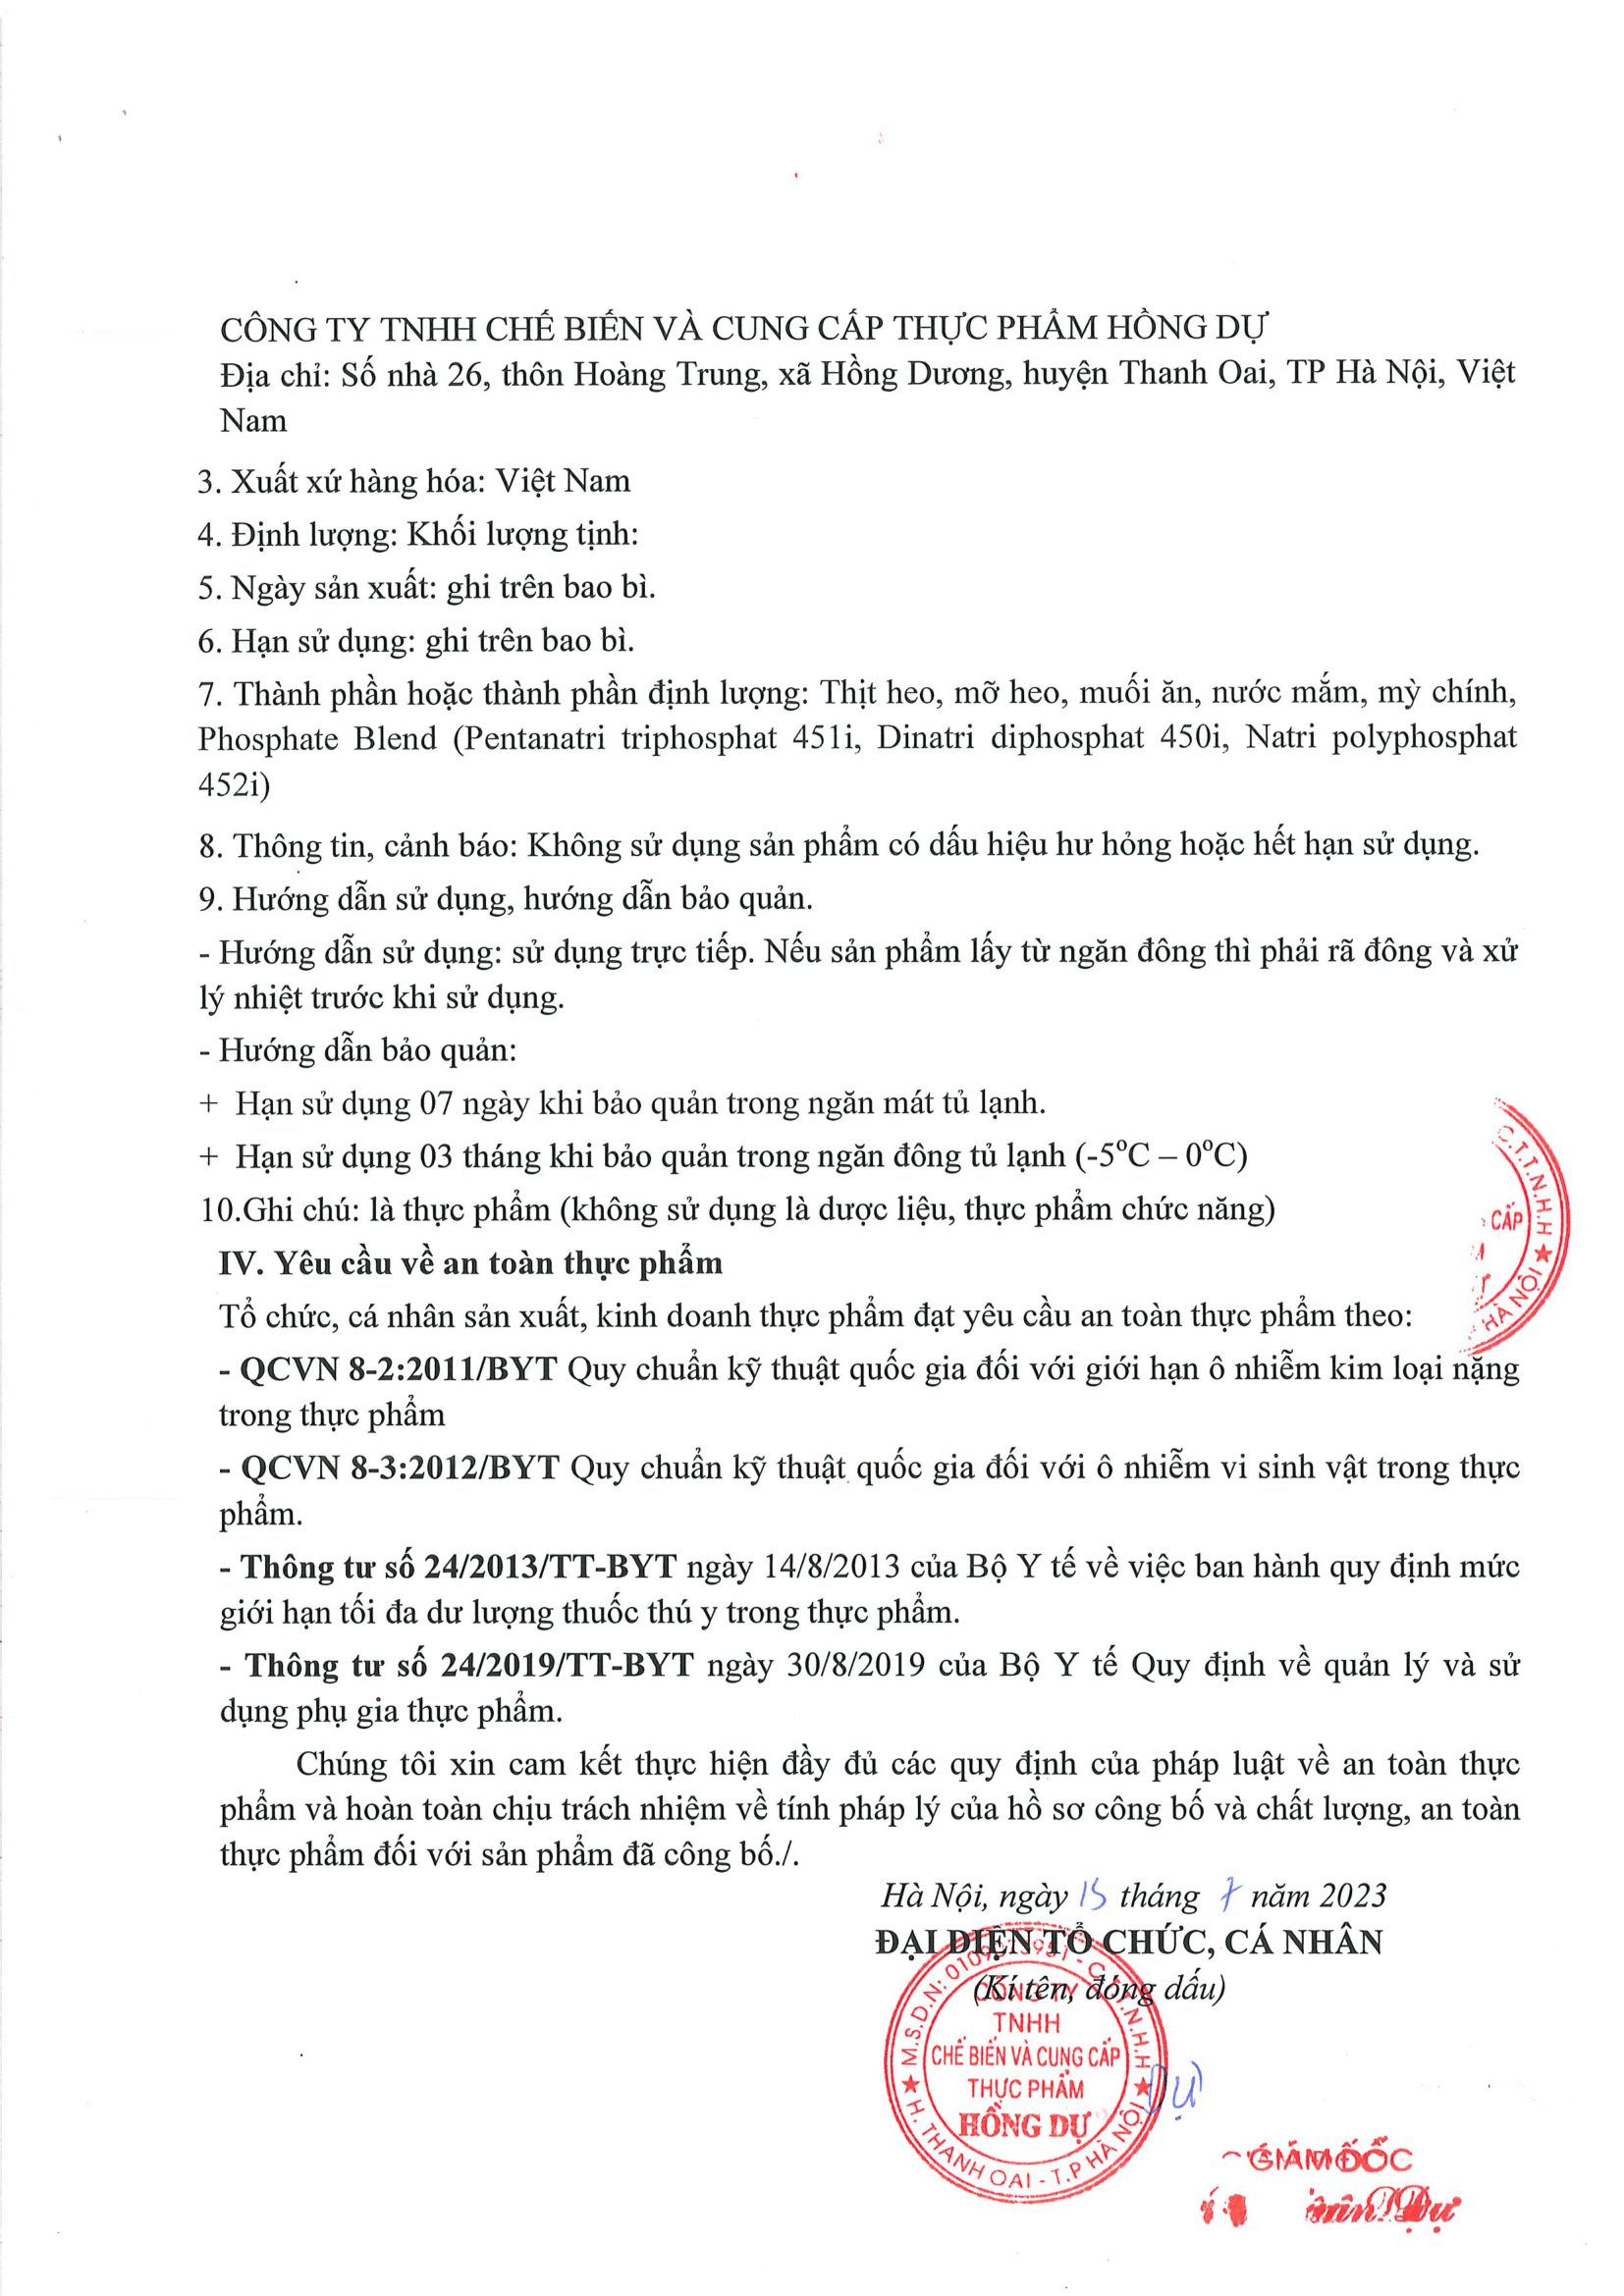 CÔNG TY TNHH CHẾ BIẾN VÀ CUNG CẤP THỰC PHẨM HỒNG DỰ
Địa chỉ: Số nhà 26, thôn Hoàng Trung, xã Hồng Dương, huyện Thanh Oai, TP Hà Nội, Việt
Nam
3. Xuất xứ hàng hóa: Việt Nam
4. Định lượng: Khối lượng tịnh:
5. Ngày sản xuất: ghi trên bao bì.
6. Hạn sử dụng: ghi trên bao bì.
7. Thành phần hoặc thành phần định lượng: Thịt heo, mỡ heo, muối ăn, nước mắm, mỳ chính,
Phosphate Blend (Pentanatri triphosphat 451i, Dinatri diphosphat 450i, Natri polyphosphat
452i)
8. Thông tin, cảnh báo: Không sử dụng sản phẩm có dấu hiệu hư hỏng hoặc hết hạn sử dụng.
9. Hướng dẫn sử dụng, hướng dẫn bảo quản.
- Hướng dẫn sử dụng: sử dụng trực tiếp. Nếu sản phẩm lấy từ ngăn đông thì phải rã đông và xử
lý nhiệt trước khi sử dụng.
- Hướng dẫn bảo quản:
+ Hạn sử dụng 07 ngày khi bảo quản trong ngăn mát tủ lạnh.
+ Hạn sử dụng 03 tháng khi bảo quản trong ngăn đông tủ lạnh (-5ºC – 0ºC)
10.Ghi chú: là thực phẩm (không sử dụng là dược liệu, thực phẩm chức năng)
C.T.T.N.H.H
CẤP
HÀ NỘI
IV. Yêu cầu về an toàn thực phẩm
Tổ chức, cá nhân sản xuất, kinh doanh thực phẩm đạt yêu cầu an toàn thực phẩm theo:
- QCVN 8-2:2011/BYT Quy chuẩn kỹ thuật quốc gia đối với giới hạn ô nhiễm kim loại nặng
trong thực phẩm
- QCVN 8-3:2012/BYT Quy chuẩn kỹ thuật quốc gia đối với ô nhiễm vi sinh vật trong thực
phẩm.
- Thông tư số 24/2013/TT-BYT ngày 14/8/2013 của Bộ Y tế về việc ban hành quy định mức
giới hạn tối đa dư lượng thuốc thú y trong thực phẩm.
- Thông tư số 24/2019/TT-BYT ngày 30/8/2019 của Bộ Y tế Quy định về quản lý và sử
dụng phụ gia thực phẩm.
Chúng tôi xin cam kết thực hiện đầy đủ các quy định của pháp luật về an toàn thực
phẩm và hoàn toàn chịu trách nhiệm về tính pháp lý của hồ sơ công bố và chất lượng, an toàn
thực phẩm đối với sản phẩm đã công bố./.
Hà Nội, ngày 15 tháng 7 năm 2023
ĐẠI DIỆN TỔ CHỨC, CÁ NHÂN
(Kí tên, đóng dấu)
M.S.D.N: - C.T.T.N.H.H
CÔNG TY
TNHH
CHẾ BIẾN VÀ CUNG CẤP
THỰC PHẨM
HỒNG DỰ
H. THANH OAI - T.P HÀ NỘI
Dự
GIÁM ĐỐC
Dự